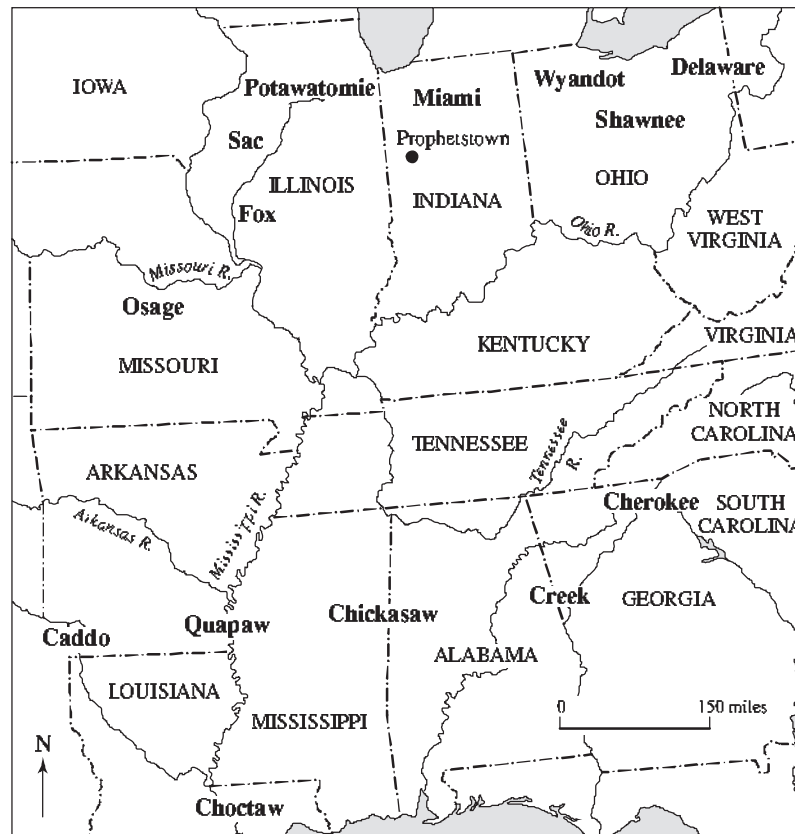 Potawatomie
Wyandot
Delaware
IOWA
Miami
Shawnee
Sac
Prophetstown
ILLINOIS
OHIO
Fox
INDIANA
WEST
VIRGINIA
Ohio R.
Missouri R.
Osage
VIRGINIA
KENTUCKY
MISSOURI
NORTH
CAROLINA
TENNESSEE
Tennessee
R.
ARKANSAS
Mississippi R.
Arkansas R.
Cherokee
SOUTH
CAROLINA
Creek
GEORGIA
Chickasaw
Quapaw
Caddo
ALABAMA
LOUISIANA
0 150 miles
MISSISSIPPI
N
Choctaw